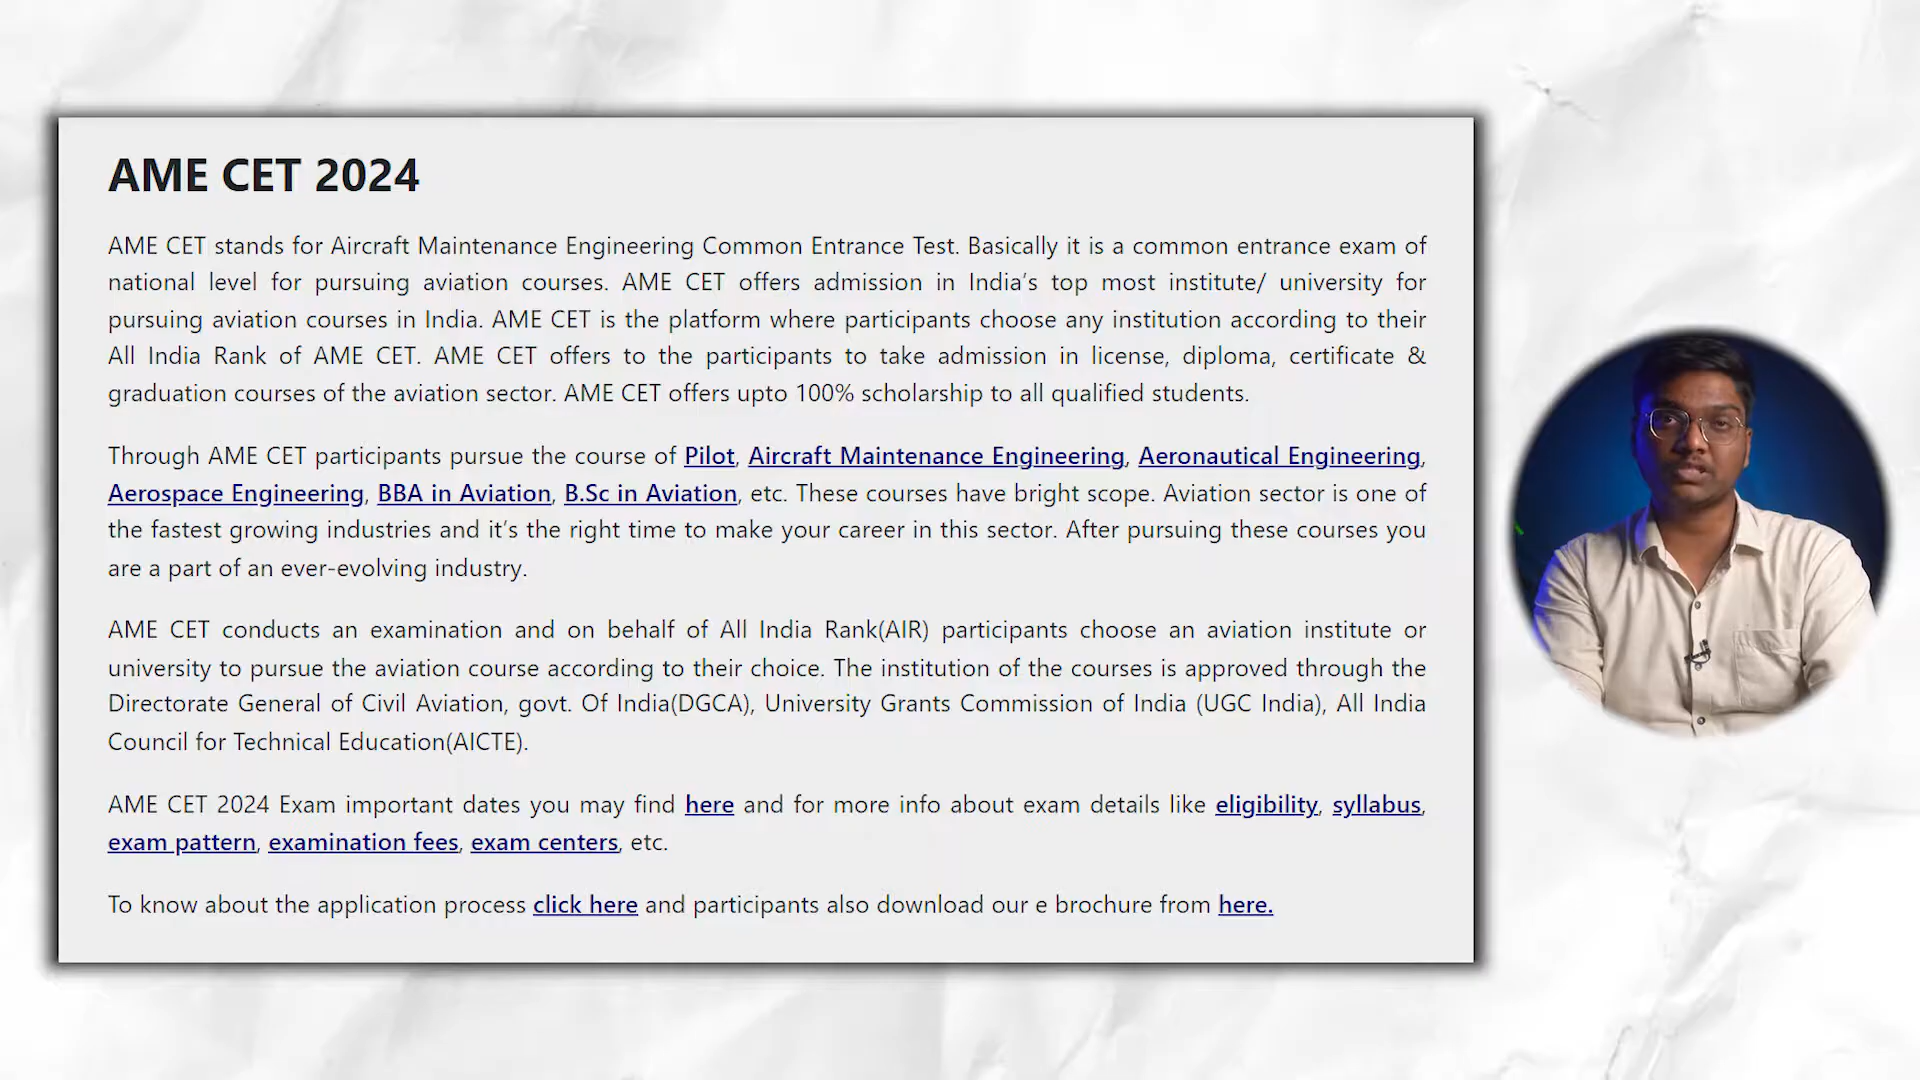 AME CET 2024
AME CET stands for Aircraft Maintenance Engineering Common Entrance Test. Basically it is a common entrance exam of
national level for pursuing aviation courses. AME CET offers admission in India's top most institute/ university for
pursuing aviation courses in India. AME CET is the platform where participants choose any institution according to their
All India Rank of AME CET. AME CET offers to the participants to take admission in license, diploma, certificate &
graduation courses of the aviation sector. AME CET offers upto 100% scholarship to all qualified students.
Through AME CET participants pursue the course of Pilot, Aircraft Maintenance Engineering, Aeronautical Engineering,
Aerospace Engineering, BBA in Aviation, B.Sc in Aviation, etc. These courses have bright scope. Aviation sector is one of
the fastest growing industries and it's the right time to make your career in this sector. After pursuing these courses you
are a part of an ever-evolving industry.
AME CET conducts an examination and on behalf of All India Rank(AIR) participants choose an aviation institute or
university to pursue the aviation course according to their choice. The institution of the courses is approved through the
Directorate General of Civil Aviation, govt. Of India(DGCA), University Grants Commission of India (UGC India), All India
Council for Technical Education(AICTE).
AME CET 2024 Exam important dates you may find here and for more info about exam details like eligibility, syllabus,
exam pattern, examination fees, exam centers, etc.
To know about the application process click here and participants also download our e brochure from here.